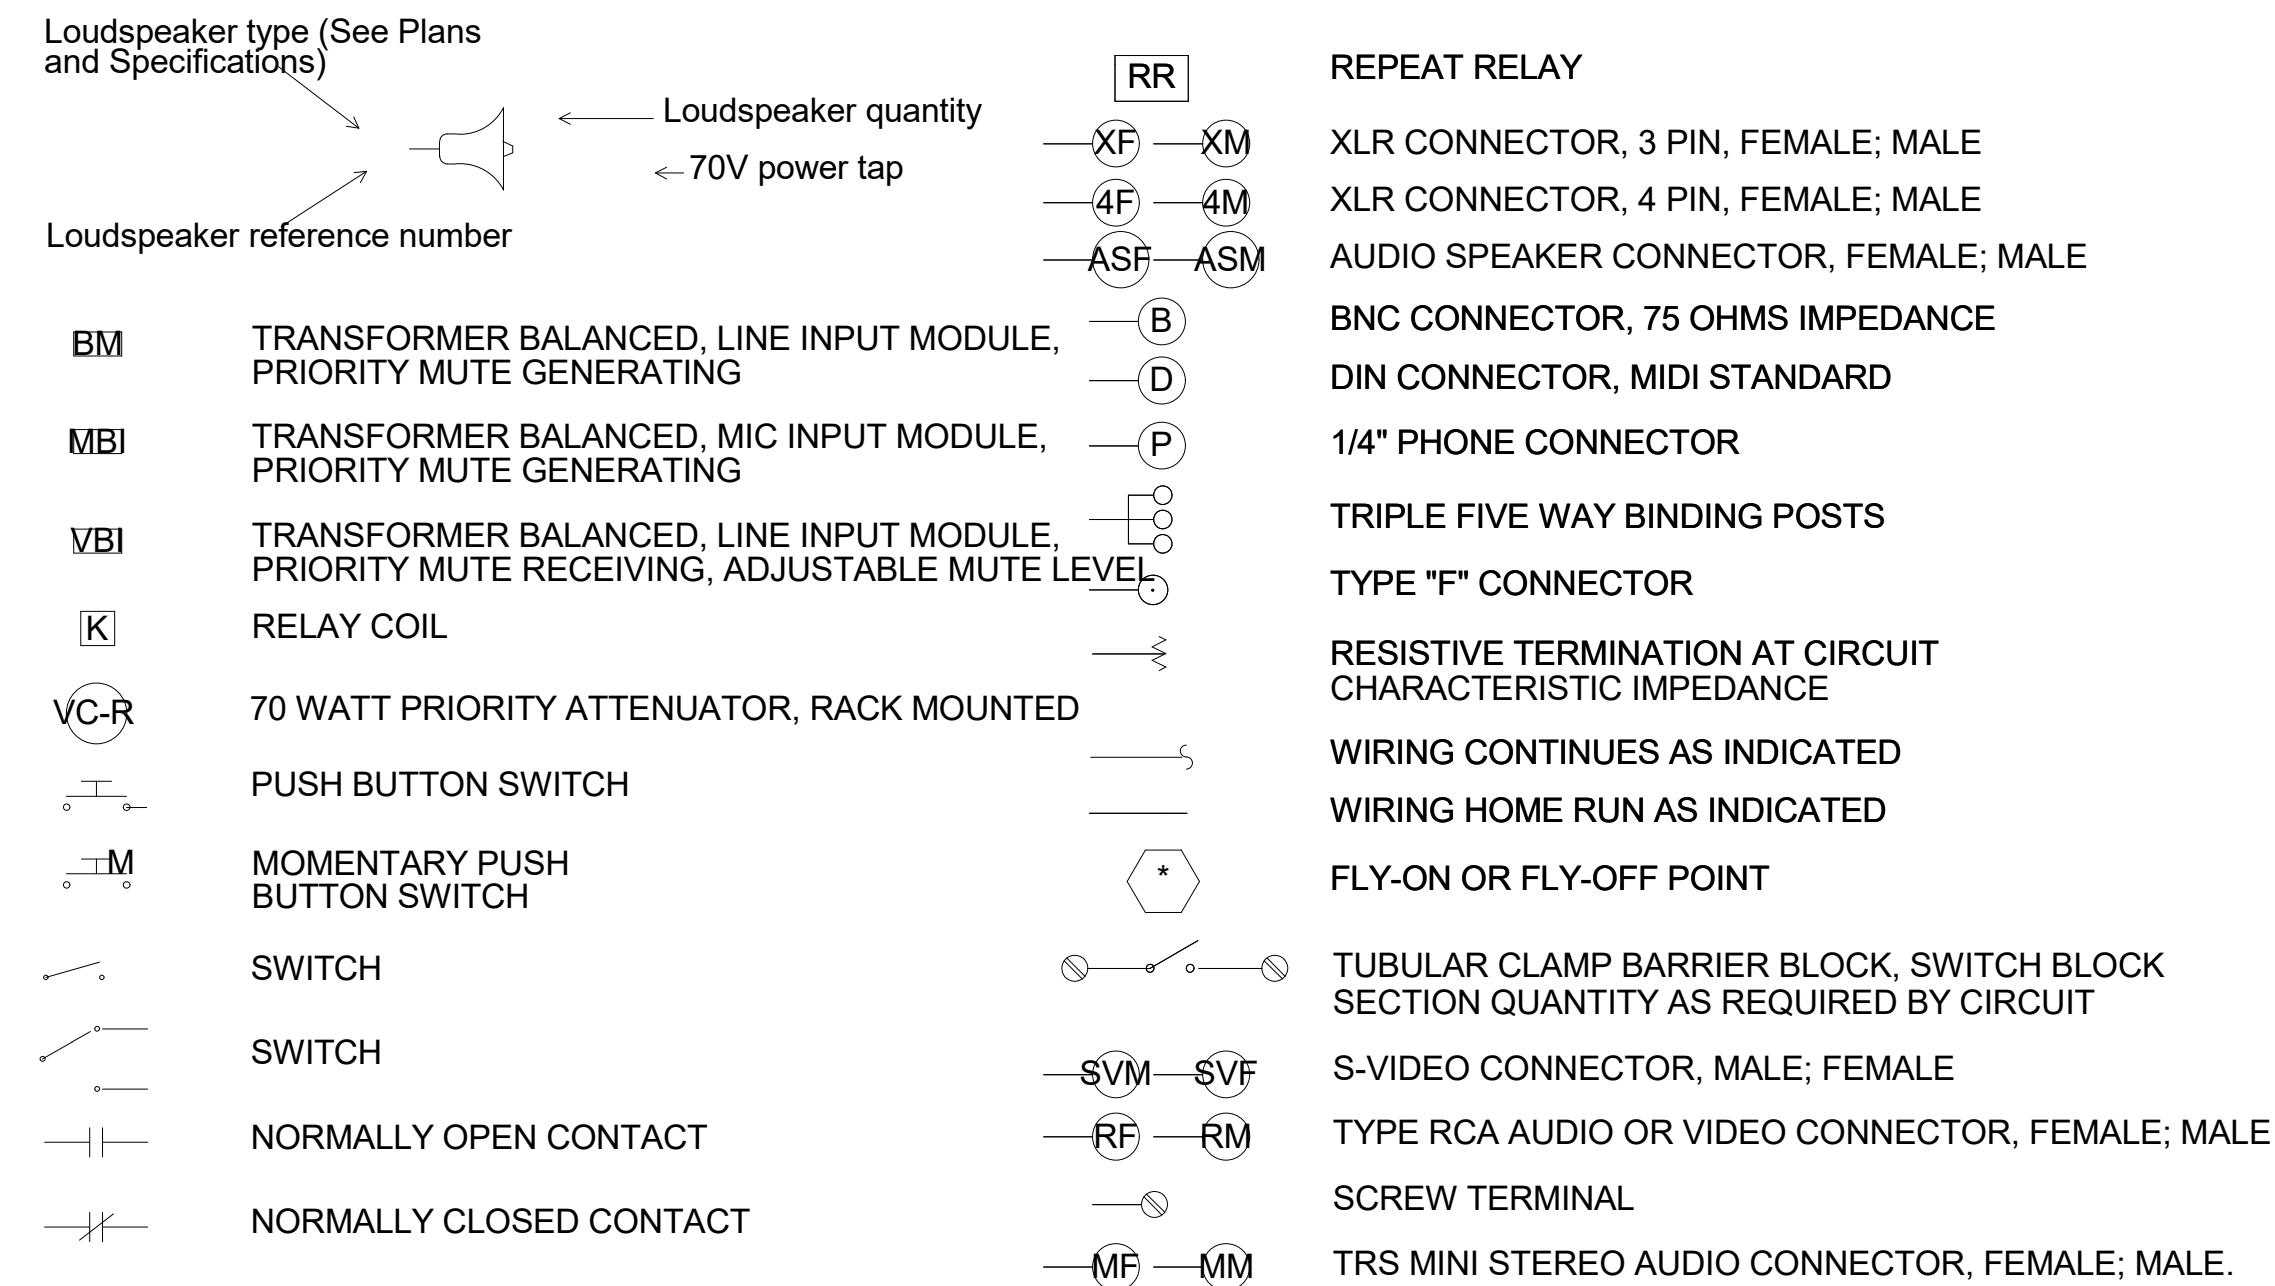 Loudspeaker type (See Plans
and Specifications)
Loudspeaker quantity
70V power tap
Loudspeaker reference number
BM TRANSFORMER BALANCED, LINE INPUT MODULE,
PRIORITY MUTE GENERATING
MBI TRANSFORMER BALANCED, MIC INPUT MODULE,
PRIORITY MUTE GENERATING
VBI TRANSFORMER BALANCED, LINE INPUT MODULE,
PRIORITY MUTE RECEIVING, ADJUSTABLE MUTE LEVEL
K RELAY COIL
VC-R 70 WATT PRIORITY ATTENUATOR, RACK MOUNTED
PUSH BUTTON SWITCH
M MOMENTARY PUSH
BUTTON SWITCH
SWITCH
SWITCH
NORMALLY OPEN CONTACT
NORMALLY CLOSED CONTACT
RR REPEAT RELAY
XF XM XLR CONNECTOR, 3 PIN, FEMALE; MALE
4F 4M XLR CONNECTOR, 4 PIN, FEMALE; MALE
ASF ASM AUDIO SPEAKER CONNECTOR, FEMALE; MALE
B BNC CONNECTOR, 75 OHMS IMPEDANCE
D DIN CONNECTOR, MIDI STANDARD
P 1/4" PHONE CONNECTOR
TRIPLE FIVE WAY BINDING POSTS
TYPE "F" CONNECTOR
RESISTIVE TERMINATION AT CIRCUIT
CHARACTERISTIC IMPEDANCE
WIRING CONTINUES AS INDICATED
WIRING HOME RUN AS INDICATED
* FLY-ON OR FLY-OFF POINT
TUBULAR CLAMP BARRIER BLOCK, SWITCH BLOCK
SECTION QUANTITY AS REQUIRED BY CIRCUIT
SVM SVF S-VIDEO CONNECTOR, MALE; FEMALE
RF RM TYPE RCA AUDIO OR VIDEO CONNECTOR, FEMALE; MALE
SCREW TERMINAL
MF MM TRS MINI STEREO AUDIO CONNECTOR, FEMALE; MALE.